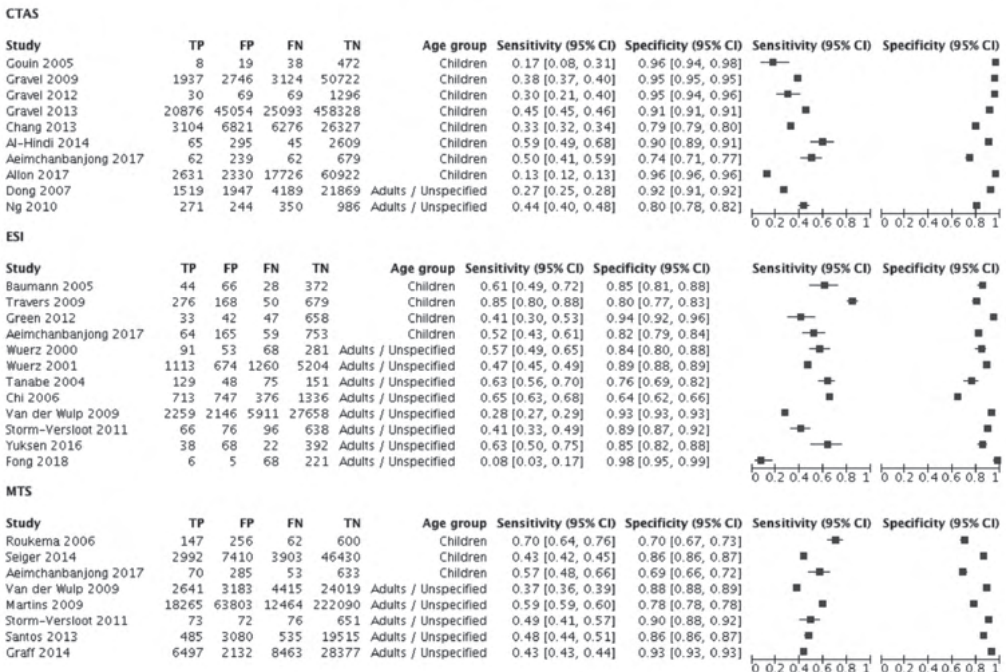 CTAS
Study TP FP FN TN Age group Sensitivity (95% CI) Specificity (95% CI) Sensitivity (95% CI) Specificity (95% CI)
Gouin 2005 8 19 38 472 Children 0.17 [0.08, 0.31] 0.96 [0.94, 0.98]
Gravel 2009 1937 2746 3124 50722 Children 0.38 [0.37, 0.40] 0.95 [0.95, 0.95]
Gravel 2012 30 69 69 1296 Children 0.30 [0.21, 0.40] 0.95 [0.94, 0.96]
Gravel 2013 20876 45054 25093 458328 Children 0.45 [0.45, 0.46] 0.91 [0.91, 0.91]
Chang 2013 3104 6821 6276 26327 Children 0.33 [0.32, 0.34] 0.79 [0.79, 0.80]
Al-Hindi 2014 65 295 45 2609 Children 0.59 [0.49, 0.68] 0.90 [0.89, 0.91]
Aeimchanbanjong 2017 62 239 62 679 Children 0.50 [0.41, 0.59] 0.74 [0.71, 0.77]
Allon 2017 2631 2330 17726 60922 Children 0.13 [0.12, 0.13] 0.96 [0.96, 0.96]
Dong 2007 1519 1947 4189 21869 Adults / Unspecified 0.27 [0.25, 0.28] 0.92 [0.91, 0.92]
Ng 2010 271 244 350 986 Adults / Unspecified 0.44 [0.40, 0.48] 0.80 [0.78, 0.82]
0 0.2 0.4 0.6 0.8 1 0 0.2 0.4 0.6 0.8 1
ESI
Study TP FP FN TN Age group Sensitivity (95% CI) Specificity (95% CI) Sensitivity (95% CI) Specificity (95% CI)
Baumann 2005 44 66 28 372 Children 0.61 [0.49, 0.72] 0.85 [0.81, 0.88]
Travers 2009 276 168 50 679 Children 0.85 [0.80, 0.88] 0.80 [0.77, 0.83]
Green 2012 33 42 47 658 Children 0.41 [0.30, 0.53] 0.94 [0.92, 0.96]
Aeimchanbanjong 2017 64 165 59 753 Children 0.52 [0.43, 0.61] 0.82 [0.79, 0.84]
Wuerz 2000 91 53 68 281 Adults / Unspecified 0.57 [0.49, 0.65] 0.84 [0.80, 0.88]
Wuerz 2001 1113 674 1260 5204 Adults / Unspecified 0.47 [0.45, 0.49] 0.89 [0.88, 0.89]
Tanabe 2004 129 48 75 151 Adults / Unspecified 0.63 [0.56, 0.70] 0.76 [0.69, 0.82]
Chi 2006 713 747 376 1336 Adults / Unspecified 0.65 [0.63, 0.68] 0.64 [0.62, 0.66]
Van der Wulp 2009 2259 2146 5911 27658 Adults / Unspecified 0.28 [0.27, 0.29] 0.93 [0.93, 0.93]
Storm-Versloot 2011 66 76 96 638 Adults / Unspecified 0.41 [0.33, 0.49] 0.89 [0.87, 0.92]
Yuksen 2016 38 68 22 392 Adults / Unspecified 0.63 [0.50, 0.75] 0.85 [0.82, 0.88]
Fong 2018 6 5 68 221 Adults / Unspecified 0.08 [0.03, 0.17] 0.98 [0.95, 0.99]
0 0.2 0.4 0.6 0.8 1 0 0.2 0.4 0.6 0.8 1
MTS
Study TP FP FN TN Age group Sensitivity (95% CI) Specificity (95% CI) Sensitivity (95% CI) Specificity (95% CI)
Roukema 2006 147 256 62 600 Children 0.70 [0.64, 0.76] 0.70 [0.67, 0.73]
Seiger 2014 2992 7410 3903 46430 Children 0.43 [0.42, 0.45] 0.86 [0.86, 0.87]
Aeimchanbanjong 2017 70 285 53 633 Children 0.57 [0.48, 0.66] 0.69 [0.66, 0.72]
Van der Wulp 2009 2641 3183 4415 24019 Adults / Unspecified 0.37 [0.36, 0.39] 0.88 [0.88, 0.89]
Martins 2009 18265 63803 12464 222090 Adults / Unspecified 0.59 [0.59, 0.60] 0.78 [0.78, 0.78]
Storm-Versloot 2011 73 72 76 651 Adults / Unspecified 0.49 [0.41, 0.57] 0.90 [0.88, 0.92]
Santos 2013 485 3080 535 19515 Adults / Unspecified 0.48 [0.44, 0.51] 0.86 [0.86, 0.87]
Graff 2014 6497 2132 8463 28377 Adults / Unspecified 0.43 [0.43, 0.44] 0.93 [0.93, 0.93]
0 0.2 0.4 0.6 0.8 1 0 0.2 0.4 0.6 0.8 1